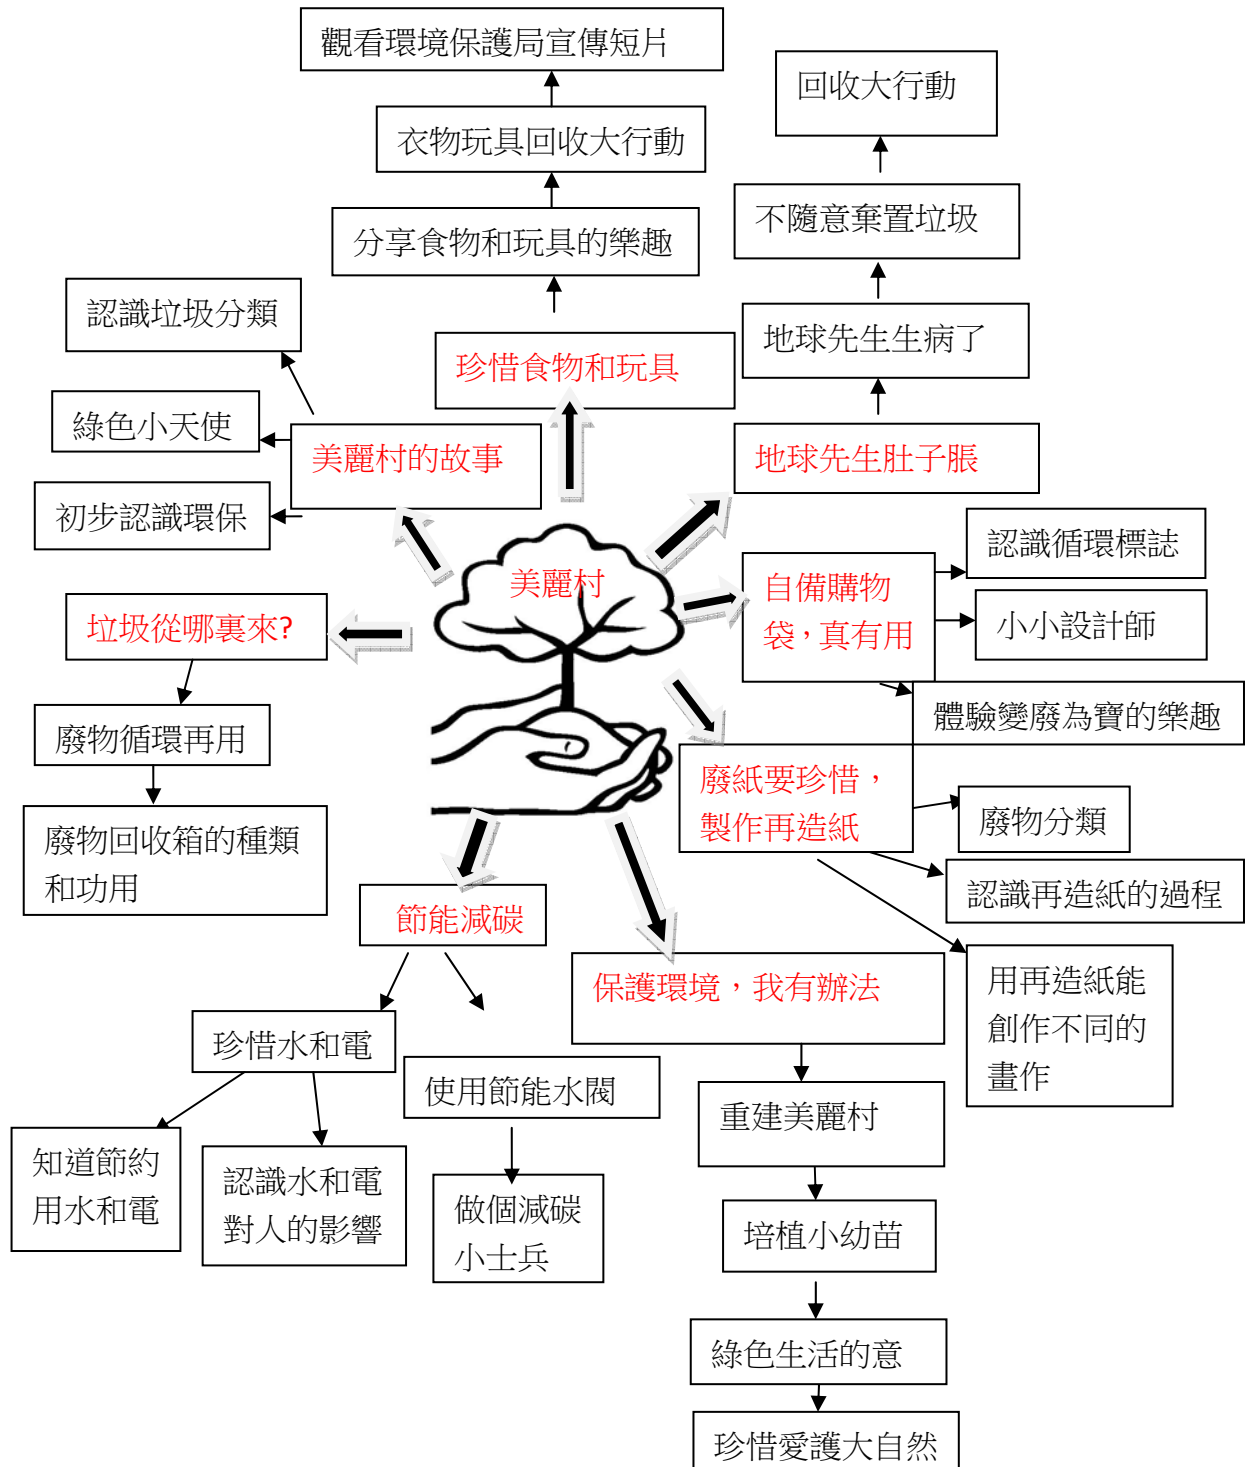 觀看環境保護局宣傳短片
回收大行動
衣物玩具回收大行動
不隨意棄置垃圾
分享食物和玩具的樂趣
認識垃圾分類
地球先生生病了
珍惜食物和玩具
綠色小天使
美麗村的故事
地球先生肚子脹
初步認識環保
認識循環標誌
美麗村
自備購物
袋，真有用
垃圾從哪裏來?
小小設計師
廢物循環再用
體驗變廢為寶的樂趣
廢紙要珍惜，
製作再造紙
廢物分類
廢物回收箱的種類
和功用
認識再造紙的過程
節能減碳
保護環境，我有辦法
用再造紙能
創作不同的
畫作
珍惜水和電
使用節能水閥
重建美麗村
知道節約
用水和電
認識水和電
對人的影響
做個減碳
小士兵
培植小幼苗
綠色生活的意
珍惜愛護大自然